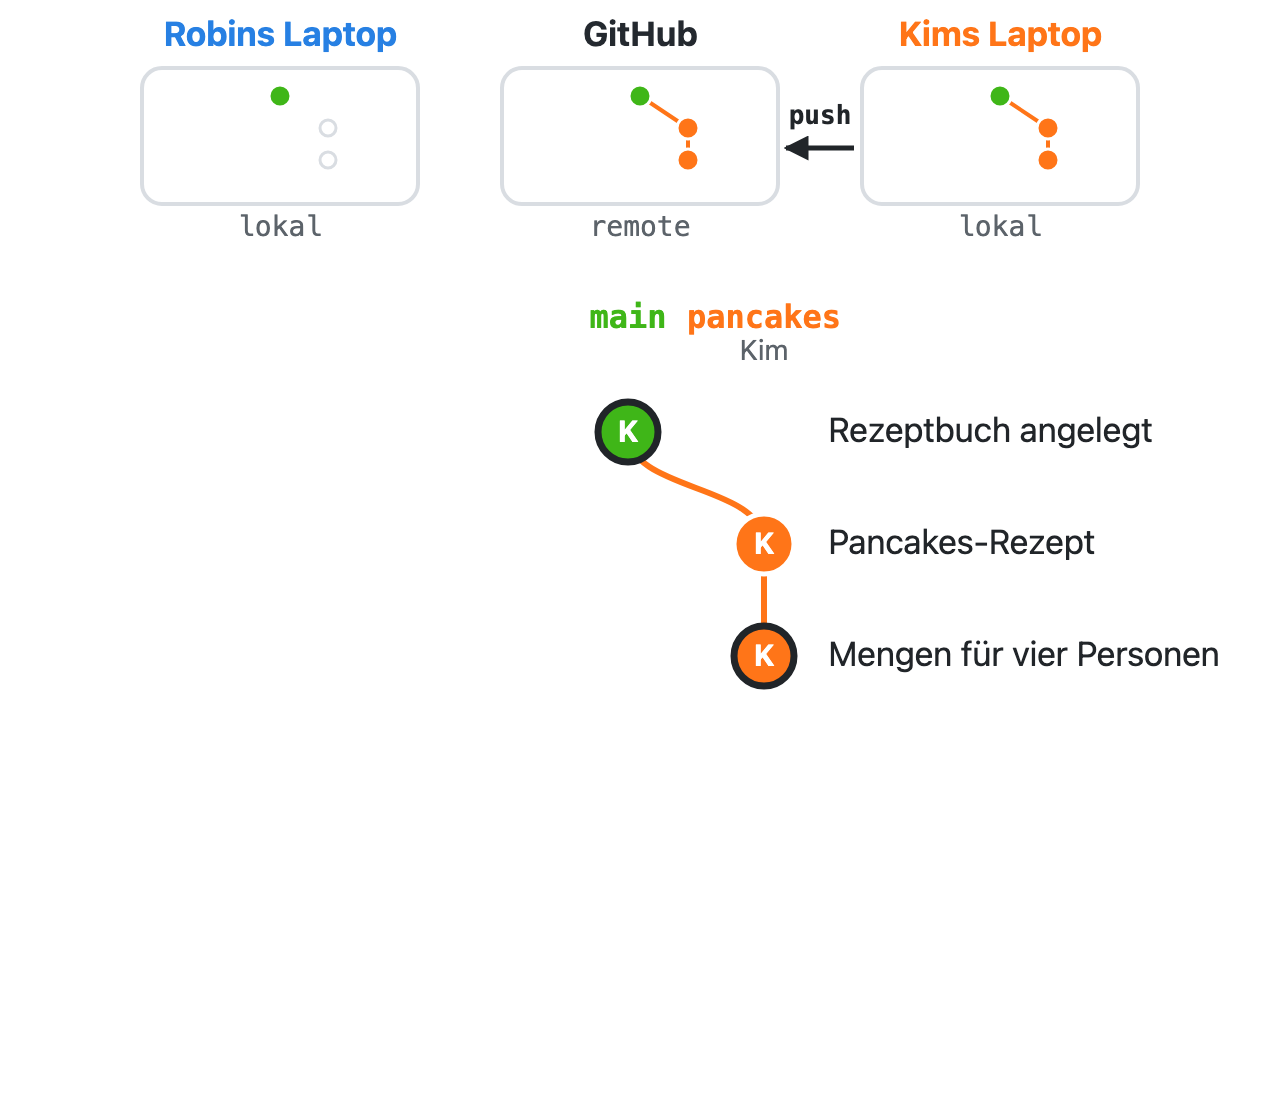 Robins Laptop
GitHub
Kims Laptop
push
lokal
remote
lokal
main pancakes
Kim
K Rezeptbuch angelegt
K Pancakes-Rezept
K Mengen für vier Personen